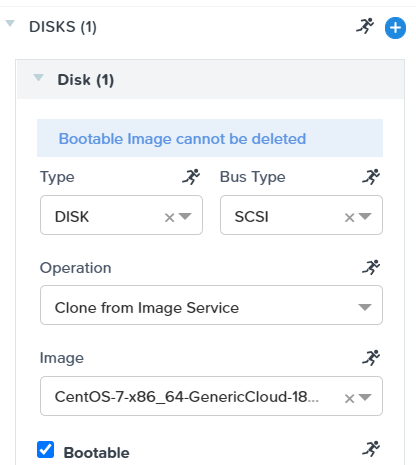 DISKS (1)
Disk (1)
Bootable Image cannot be deleted
Type Bus Type
DISK SCSI
Operation
Clone from Image Service
Image
CentOS-7-x86_64-GenericCloud-18...
Bootable